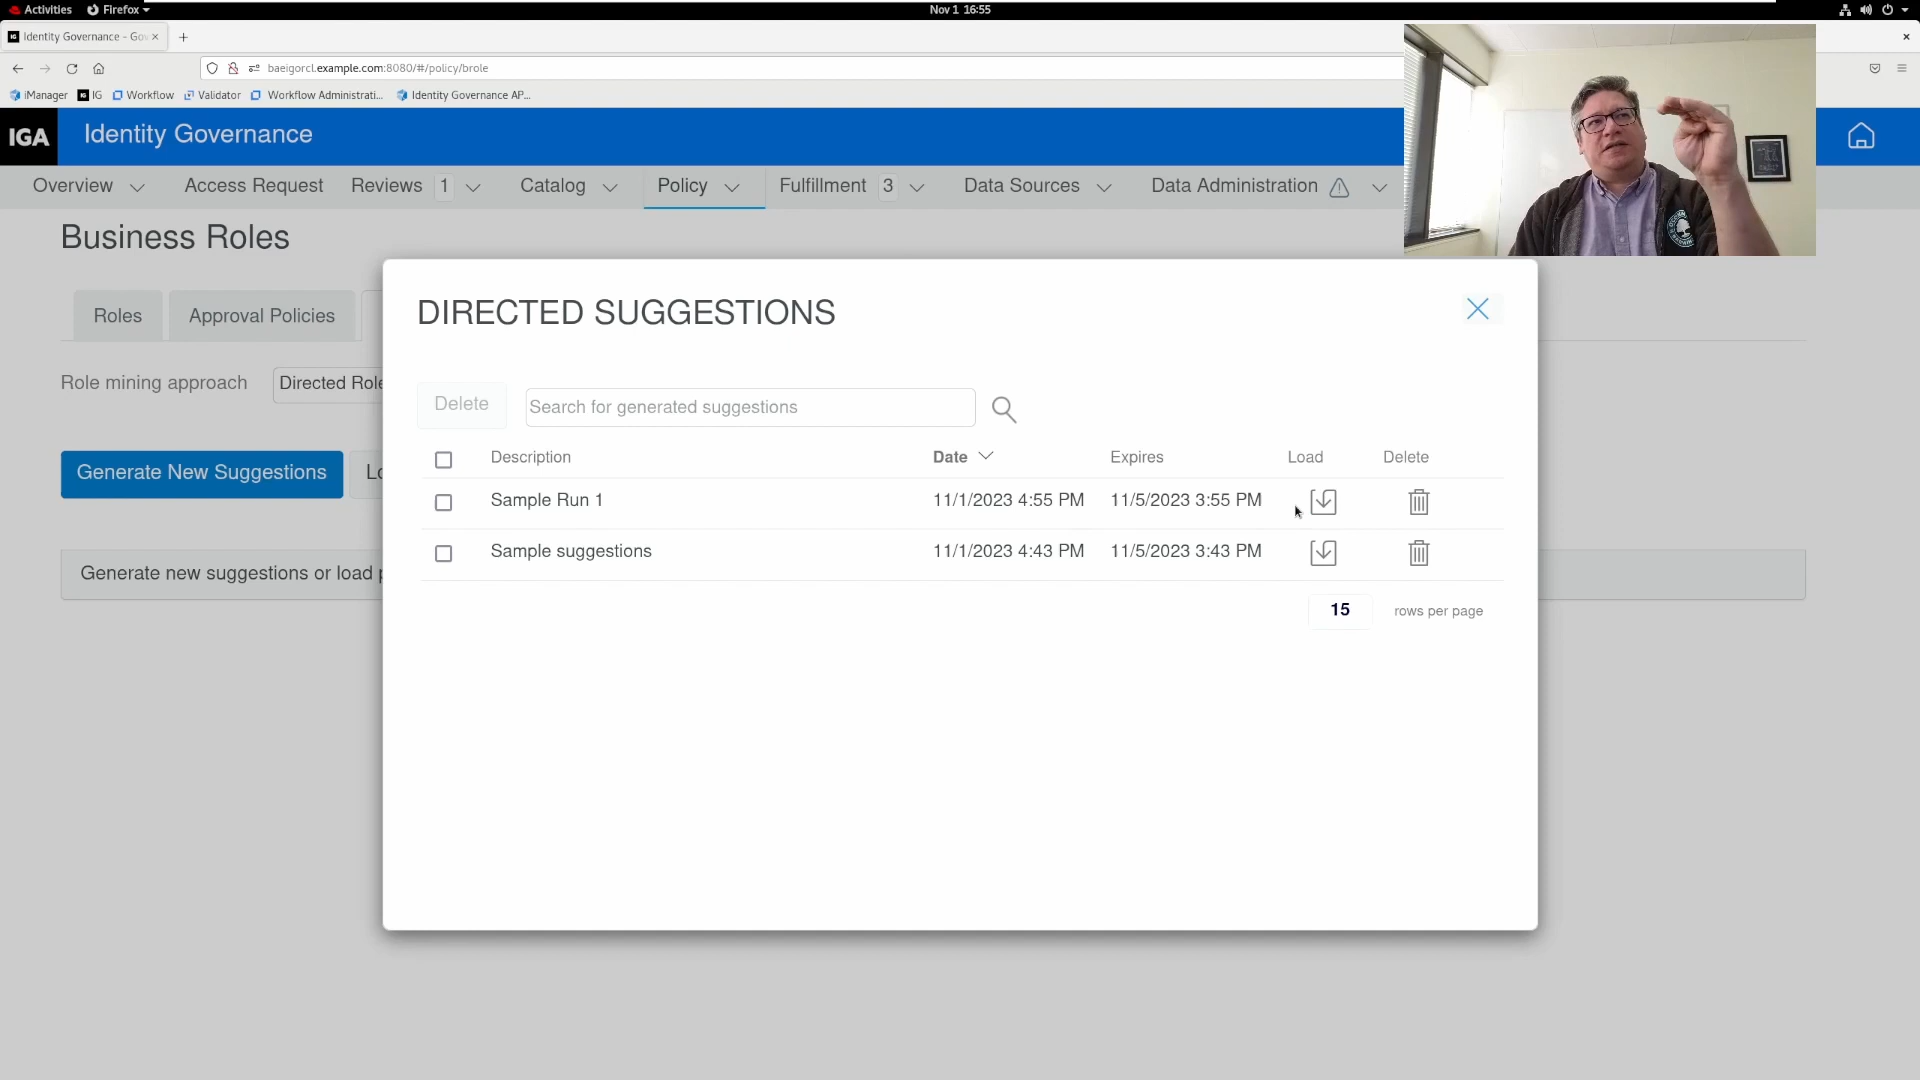 Activities Firefox Nov 1 16:55
Identity Governance - Go
baeigorcl.example.com:8080/#/policy/brole
iManager IG Workflow Validator Workflow Administrati... Identity Governance AP...
IGA Identity Governance
Overview Access Request Reviews 1 Catalog Policy Fulfillment 3 Data Sources Data Administration
Business Roles
Roles Approval Policies
Role mining approach Directed Role
Generate New Suggestions Lo
Generate new suggestions or load p
DIRECTED SUGGESTIONS
Delete Search for generated suggestions
Description Date Expires Load Delete
Sample Run 1 11/1/2023 4:55 PM 11/5/2023 3:55 PM
Sample suggestions 11/1/2023 4:43 PM 11/5/2023 3:43 PM
15 rows per page